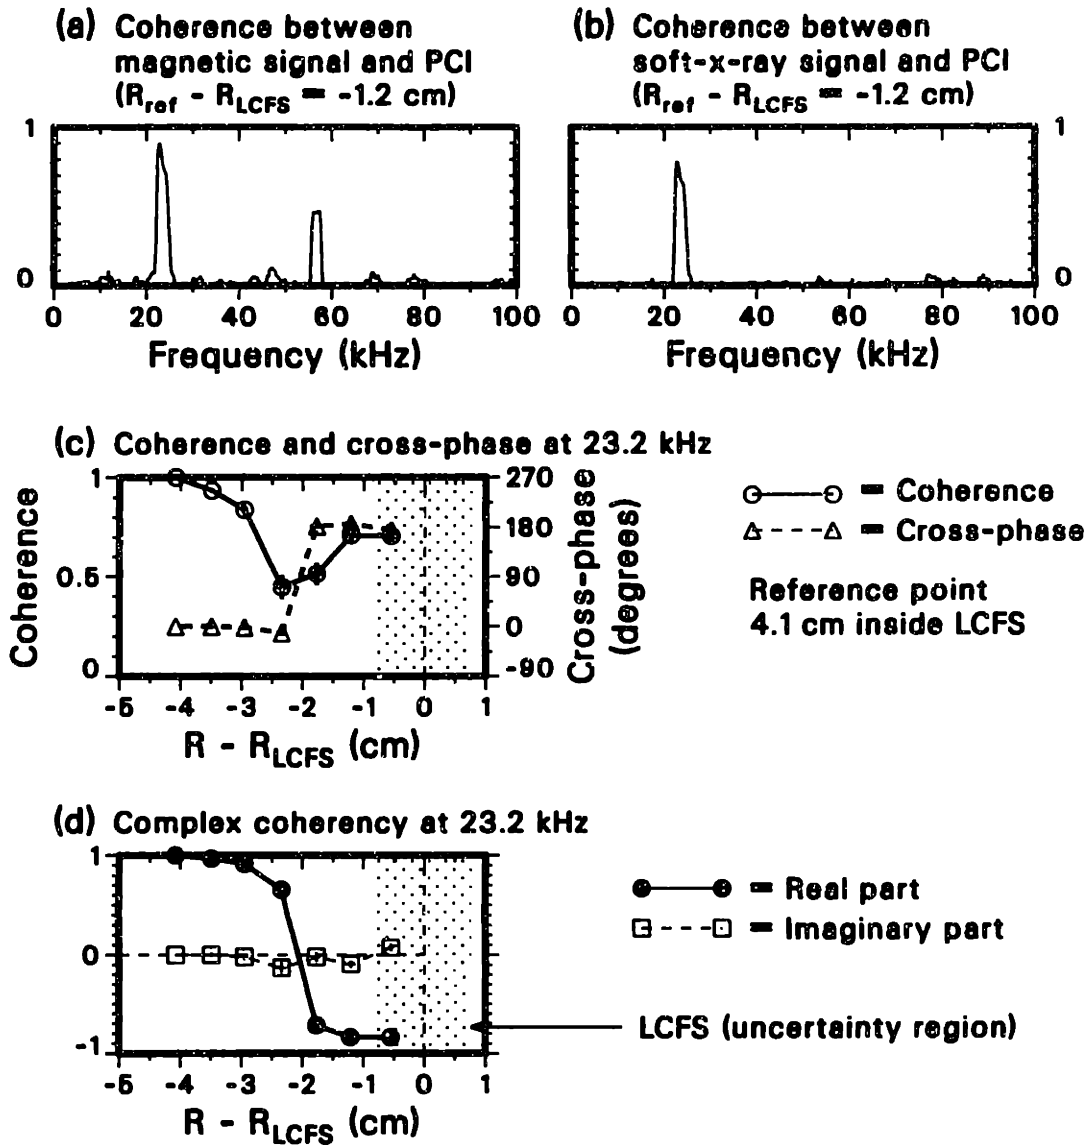 (a) Coherence between
magnetic signal and PCI
(R_ref - R_LCFS = -1.2 cm)
1
0
0 20 40 60 80 100
Frequency (kHz)
(b) Coherence between
soft-x-ray signal and PCI
(R_ref - R_LCFS = -1.2 cm)
1
0
0 20 40 60 80 100
Frequency (kHz)
(c) Coherence and cross-phase at 23.2 kHz
Coherence
1
0.5
0
270
180
90
0
-90
Cross-phase
(degrees)
-5 -4 -3 -2 -1 0 1
R - R_LCFS (cm)
= Coherence
= Cross-phase
Reference point
4.1 cm inside LCFS
(d) Complex coherency at 23.2 kHz
1
0
-1
-5 -4 -3 -2 -1 0 1
R - R_LCFS (cm)
= Real part
= Imaginary part
LCFS (uncertainty region)